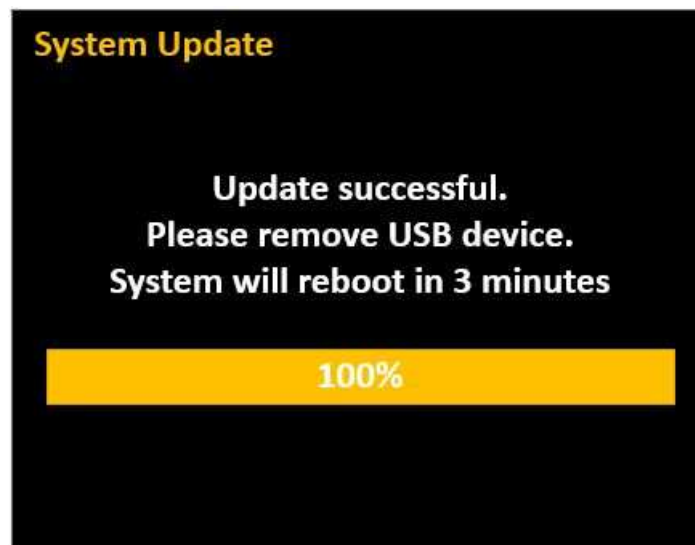 System Update
Update successful.
Please remove USB device.
System will reboot in 3 minutes
100%